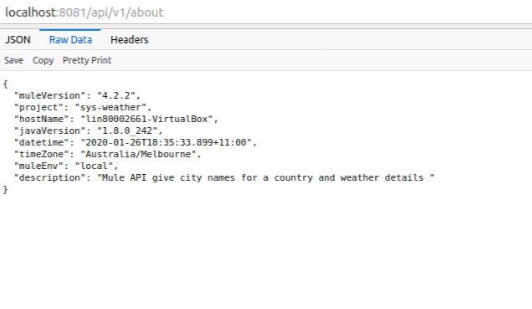 localhost:8081/api/v1/about
JSON Raw Data Headers
Save Copy Pretty Print
{
"muleVersion": "4.2.2",
"project": "sys-weather",
"hostName": "lin80002661-VirtualBox",
"javaVersion": "1.8.0_242",
"datetime": "2020-01-26T18:35:33.899+11:00",
"timeZone": "Australia/Melbourne",
"muleEnv": "local",
"description": "Mule API give city names for a country and weather details "
}